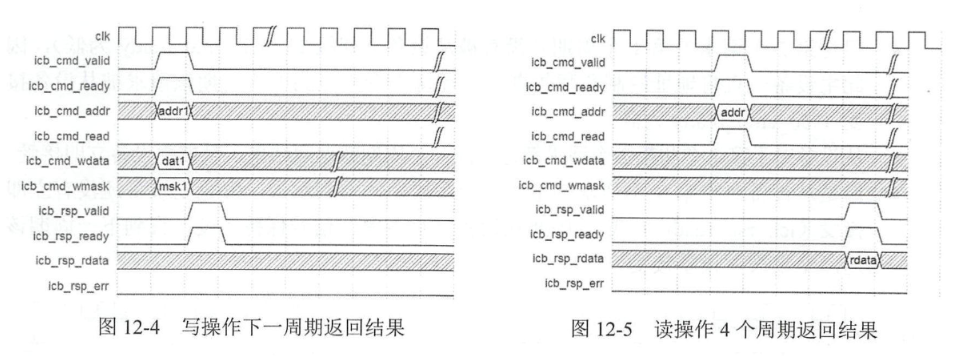 clk
icb_cmd_valid
icb_cmd_ready
icb_cmd_addr addr1
icb_cmd_read
icb_cmd_wdata dat1
icb_cmd_wmask msk1
icb_rsp_valid
icb_rsp_ready
icb_rsp_rdata
icb_rsp_err
图 12-4 写操作下一周期返回结果
clk
icb_cmd_valid
icb_cmd_ready
icb_cmd_addr addr
icb_cmd_read
icb_cmd_wdata
icb_cmd_wmask
icb_rsp_valid
icb_rsp_ready
icb_rsp_rdata rdata
icb_rsp_err
图 12-5 读操作 4 个周期返回结果